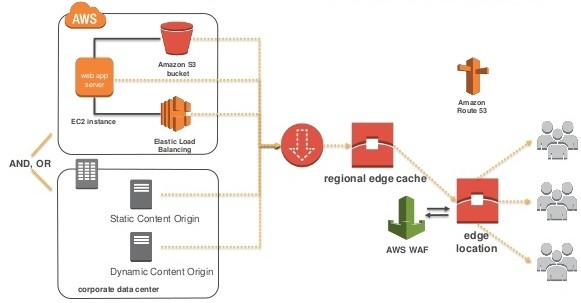 AWS
Amazon S3
bucket
web app
server
EC2 instance
Elastic Load
Balancing
AND, OR
Static Content Origin
Dynamic Content Origin
corporate data center
regional edge cache
AWS WAF
Amazon
Route 53
edge
location